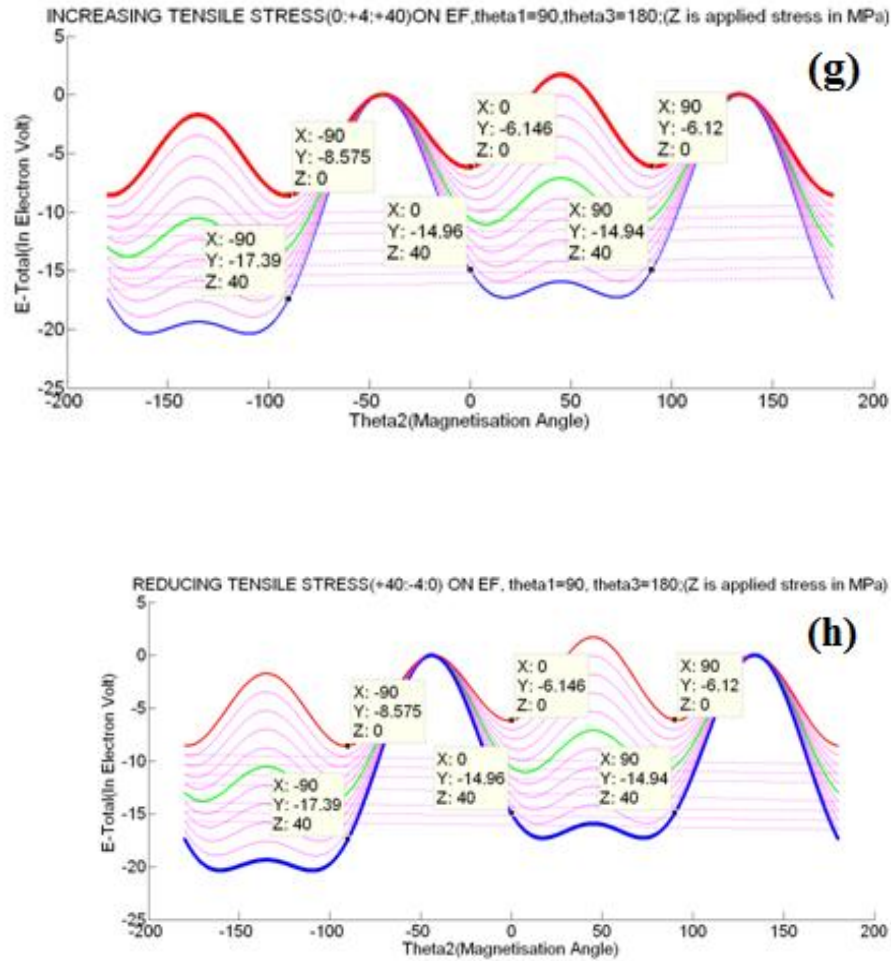 INCREASING TENSILE STRESS(0:+4:+40)ON EF,theta1=90,theta3=180;(Z is applied stress in MPa)
(g)
5
0
-5
-10
-15
-20
-25
E-Total(In Electron Volt)
X: -90
Y: -8.575
Z: 0
X: 0
Y: -6.146
Z: 0
X: 90
Y: -6.12
Z: 0
X: -90
Y: -17.39
Z: 40
X: 0
Y: -14.96
Z: 40
X: 90
Y: -14.94
Z: 40
-200 -150 -100 -50 0 50 100 150 200
Theta2(Magnetisation Angle)
REDUCING TENSILE STRESS(+40:-4:0) ON EF, theta1=90, theta3=180;(Z is applied stress in MPa)
(h)
5
0
-5
-10
-15
-20
-25
E-Total(In Electron Volt)
X: -90
Y: -8.575
Z: 0
X: 0
Y: -6.146
Z: 0
X: 90
Y: -6.12
Z: 0
X: -90
Y: -17.39
Z: 40
X: 0
Y: -14.96
Z: 40
X: 90
Y: -14.94
Z: 40
-200 -150 -100 -50 0 50 100 150 200
Theta2(Magnetisation Angle)